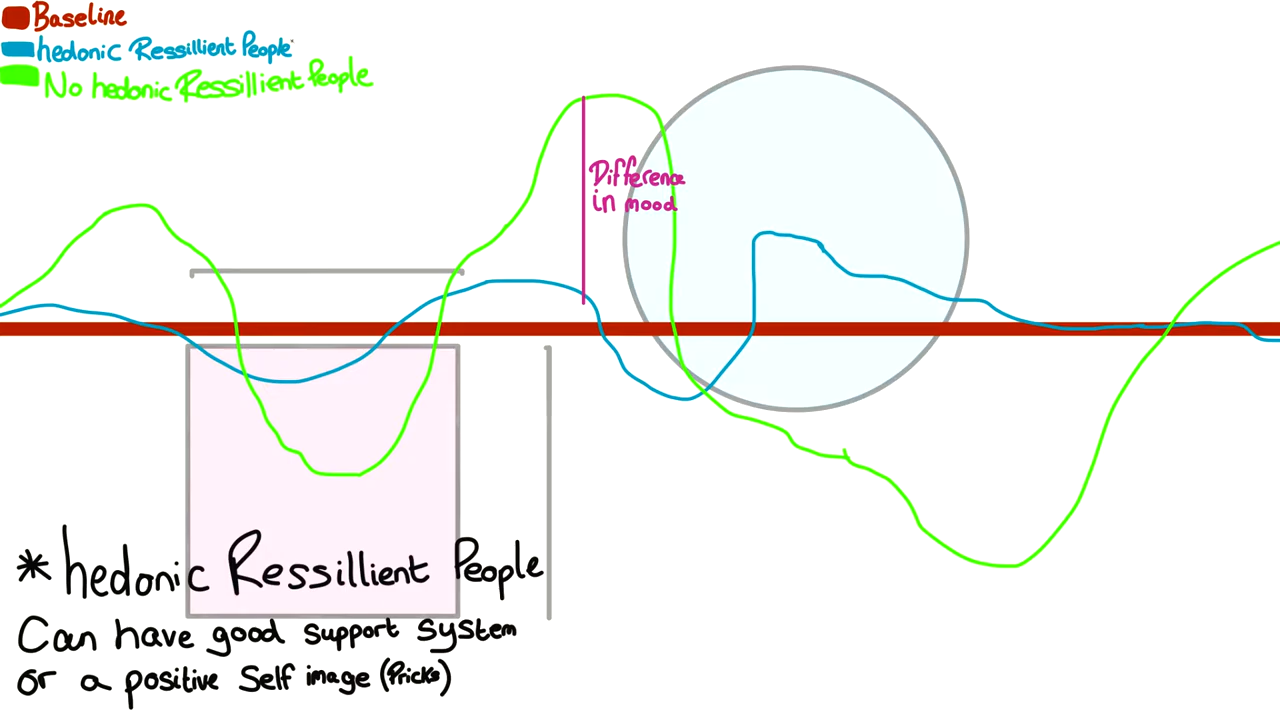 Baseline
hedonic Ressillient People
No hedonic Ressillient People
Difference
in mood
* hedonic Ressillient People
Can have good support system
or a positive Self image (Pricks)